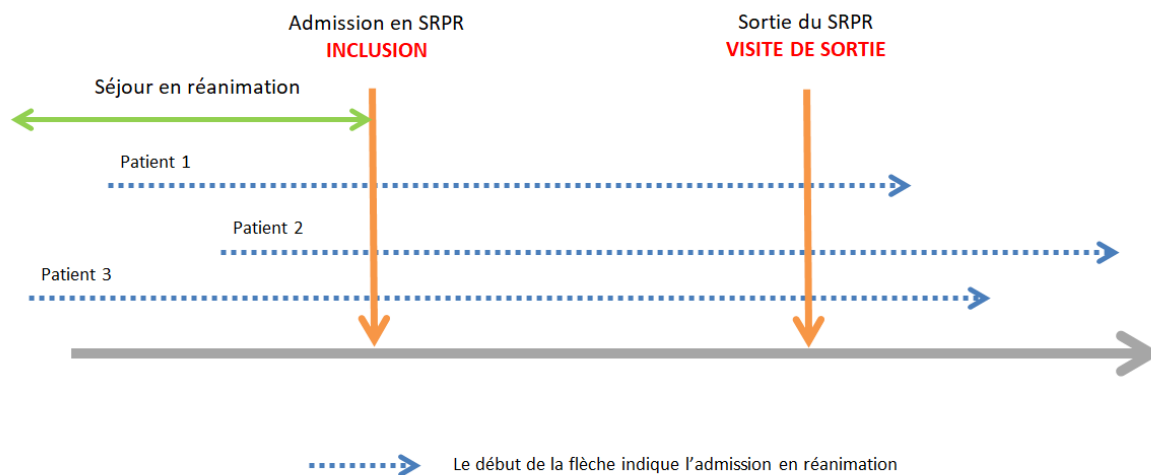 Admission en SRPR
INCLUSION
Sortie du SRPR
VISITE DE SORTIE
Séjour en réanimation
Patient 1
Patient 2
Patient 3
Le début de la flèche indique l’admission en réanimation